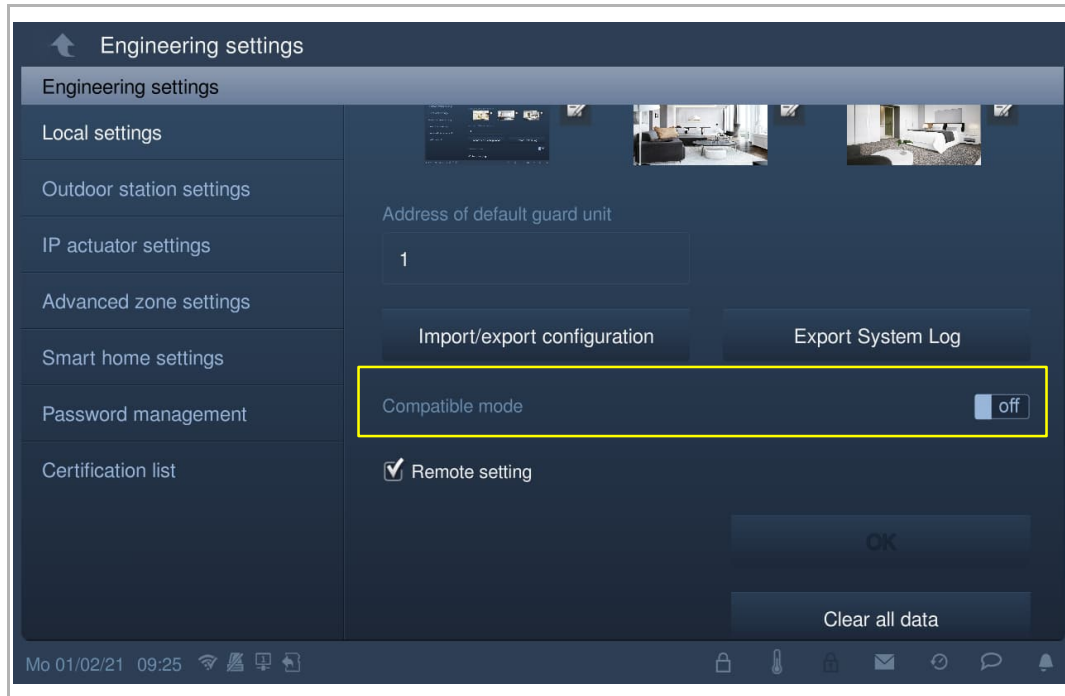 Engineering settings
Engineering settings
Local settings
Outdoor station settings
IP actuator settings
Advanced zone settings
Smart home settings
Password management
Certification list
Address of default guard unit
1
Import/export configuration
Export System Log
Compatible mode
off
Remote setting
OK
Clear all data
Mo 01/02/21 09:25